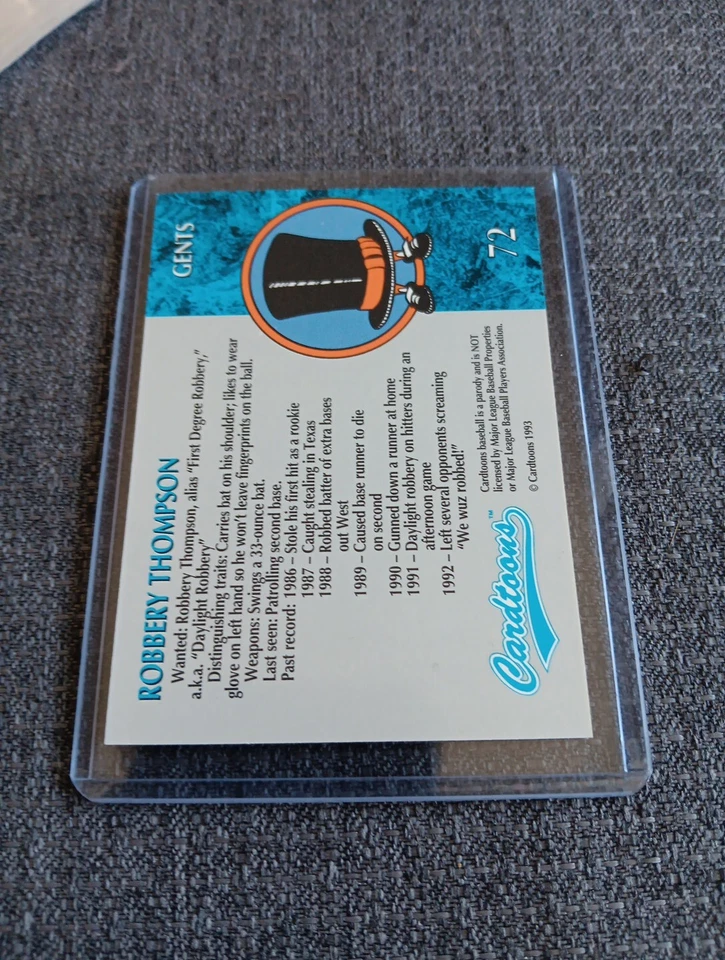 ROBBERY THOMPSON
GENTS
Wanted: Robbery Thompson, alias "First Degree Robbery,"
a.k.a. "Daylight Robbery"
Distinguishing traits: Carries bat on his shoulder; likes to wear
glove on left hand so he won't leave fingerprints on the ball.
Weapons: Swings a 33-ounce bat.
Last seen: Patrolling second base.
Past record: 1986 – Stole his first hit as a rookie
1987 – Caught stealing in Texas
1988 – Robbed batter of extra bases
out West
1989 – Caused base runner to die
on second
1990 – Gunned down a runner at home
1991 – Daylight robbery on hitters during an
afternoon game
1992 – Left several opponents screaming
"We wuz robbed!"
72
Cardtoons™
Cardtoons baseball is a parody and is NOT
licensed by Major League Baseball Properties
or Major League Baseball Players Association.
© Cardtoons 1993